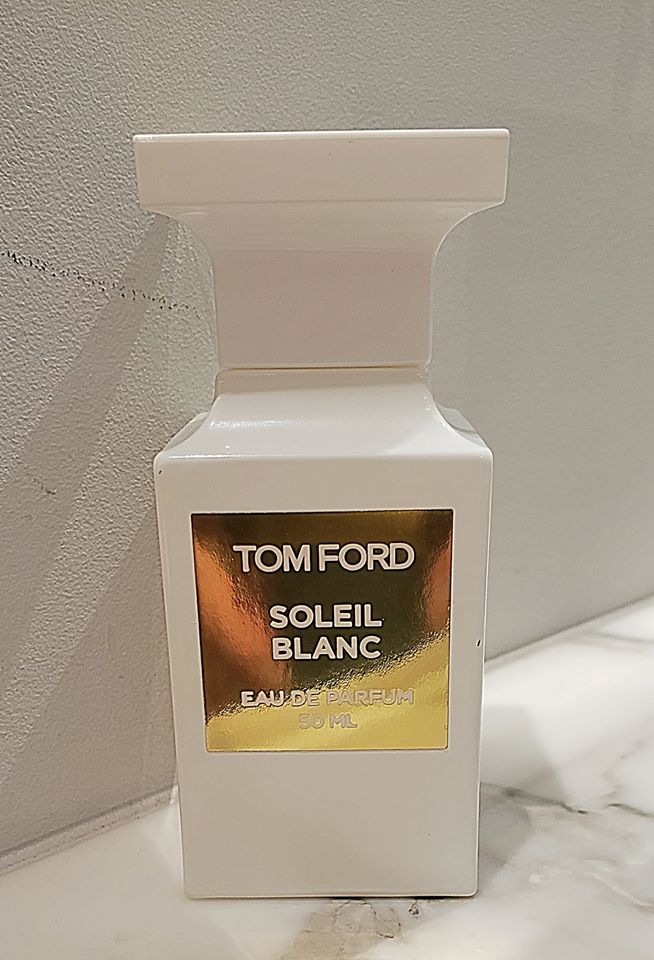 TOM FORD
SOLEIL
BLANC
EAU DE PARFUM
50 ML